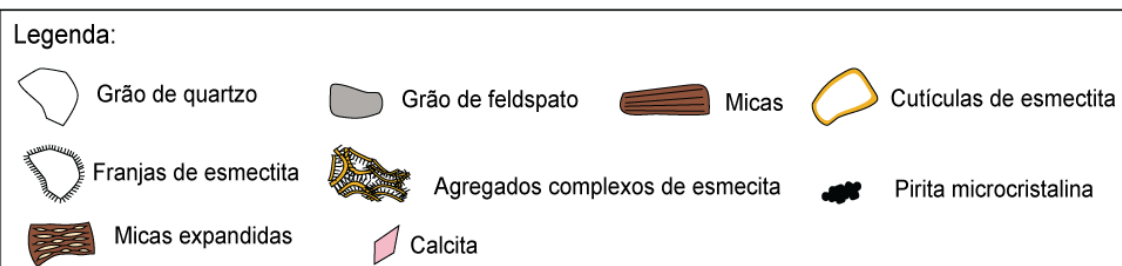 Legenda:
Grão de quartzo
Grão de feldspato
Micas
Cutículas de esmectita
Franjas de esmectita
Agregados complexos de esmecita
Pirita microcristalina
Micas expandidas
Calcita